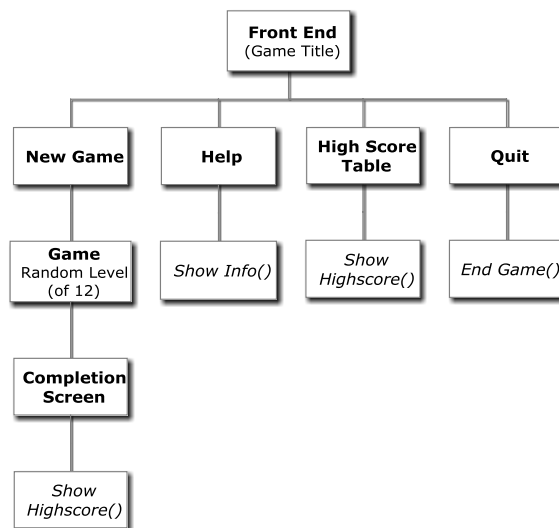 Front End
(Game Title)
New Game
Help
High Score
Table
Quit
Game
Random Level
(of 12)
Show Info()
Show
Highscore()
End Game()
Completion
Screen
Show
Highscore()